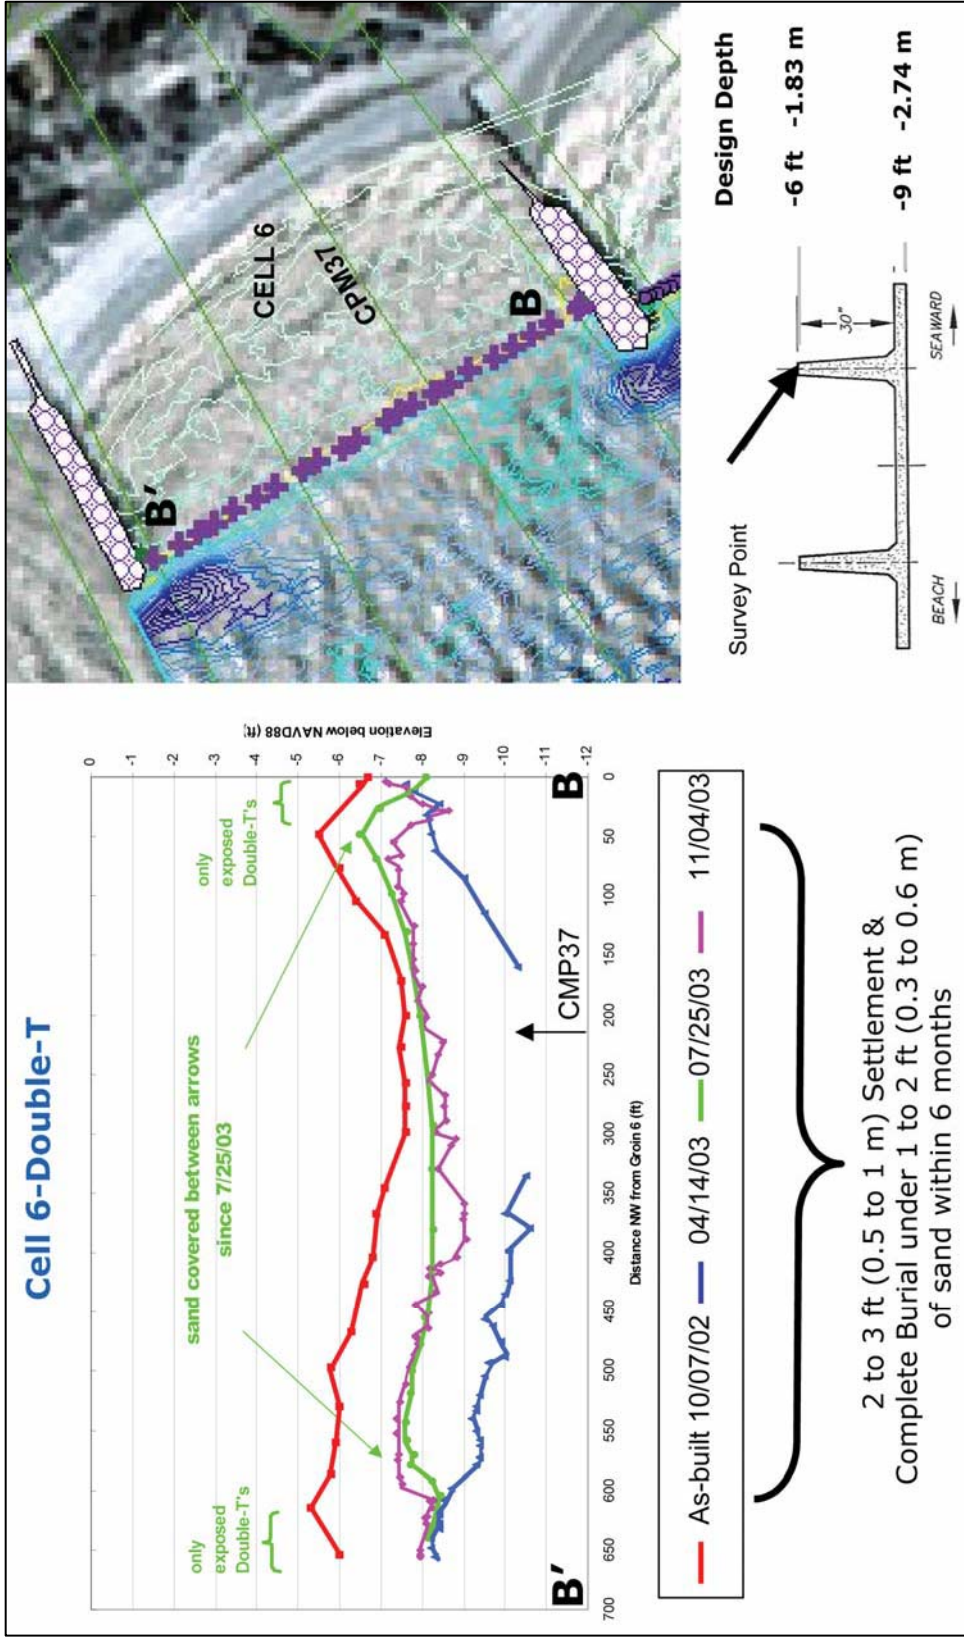 Cell 6-Double-T
only
exposed
Double-T's
sand covered between arrows
since 7/25/03
only
exposed
Double-T's
0
-1
-2
-3
-4
-5
-6
-7
-8
-9
-10
-11
-12
Elevation below NAVD88 (ft)
B'
B
CMP37
700
650
600
550
500
450
400
350
300
250
200
150
100
50
0
Distance NW from Groin 6 (ft)
As-built 10/07/02
04/14/03
07/25/03
11/04/03
2 to 3 ft (0.5 to 1 m) Settlement &
Complete Burial under 1 to 2 ft (0.3 to 0.6 m)
of sand within 6 months
B'
CELL 6
CPM37
B
Survey Point
Design Depth
-6 ft -1.83 m
30"
-9 ft -2.74 m
BEACH
SEAWARD